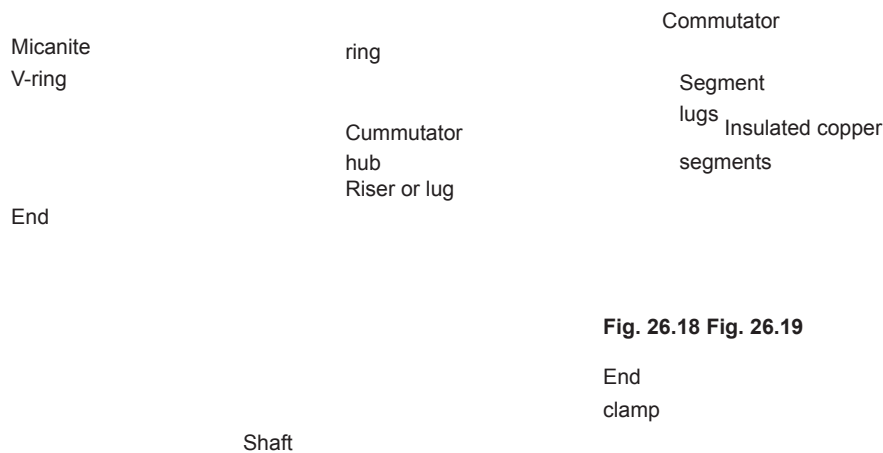 Commutator
Micanite
ring
V-ring
Segment
lugs
Insulated copper
Cummutator
hub
segments
Riser or lug
End
Fig. 26.18 Fig. 26.19
End
clamp
Shaft